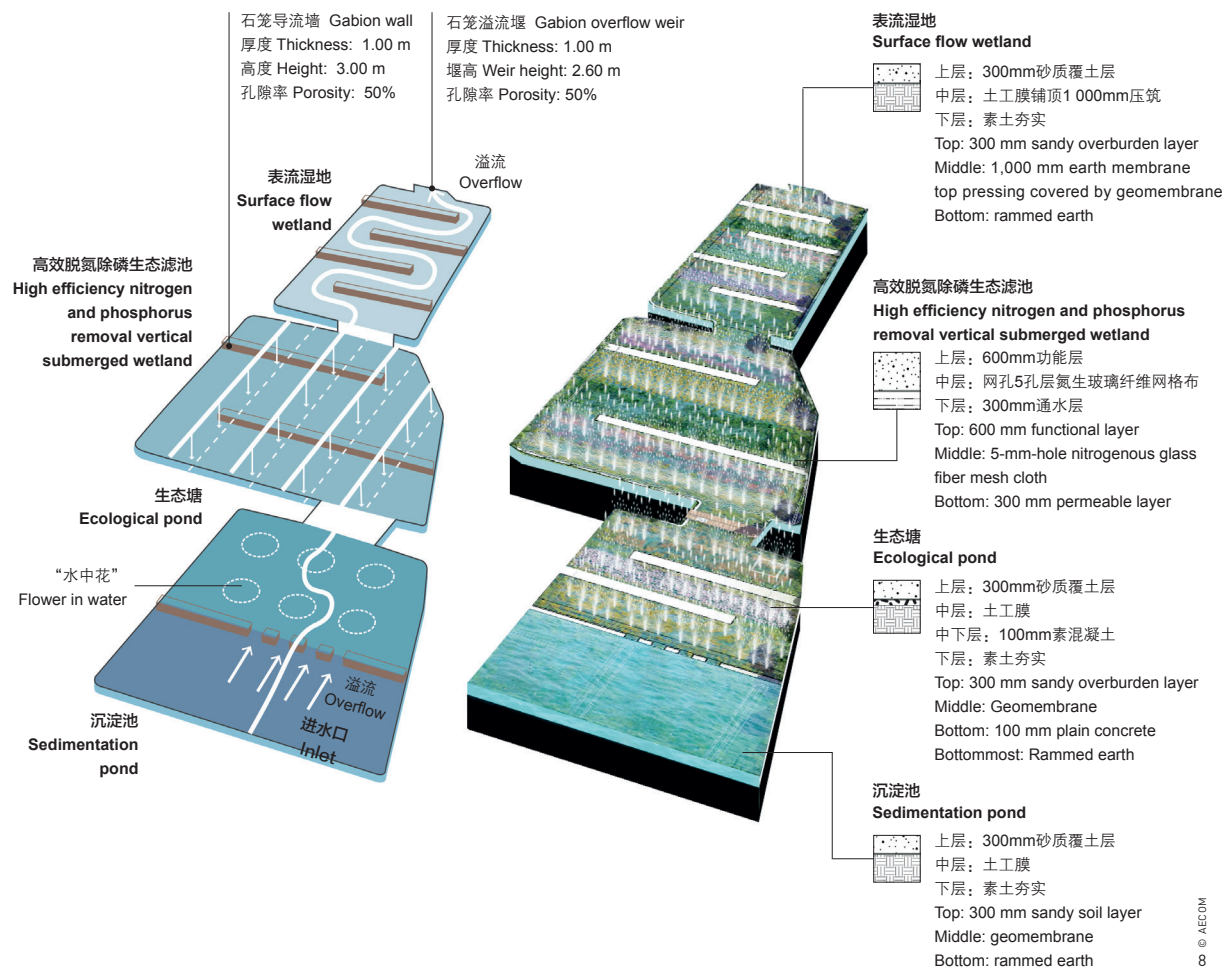 石笼导流墙 Gabion wall
厚度 Thickness: 1.00 m
高度 Height: 3.00 m
孔隙率 Porosity: 50%
石笼溢流堰 Gabion overflow weir
厚度 Thickness: 1.00 m
堰高 Weir height: 2.60 m
孔隙率 Porosity: 50%
溢流
Overflow
表流湿地
Surface flow
wetland
高效脱氮除磷生态滤池
High efficiency nitrogen
and phosphorus
removal vertical
submerged wetland
生态塘
Ecological pond
“水中花”
Flower in water
溢流
Overflow
进水口
Inlet
沉淀池
Sedimentation
pond
表流湿地
Surface flow wetland
上层：300mm砂质覆土层
中层：土工膜铺顶1 000mm压筑
下层：素土夯实
Top: 300 mm sandy overburden layer
Middle: 1,000 mm earth membrane
top pressing covered by geomembrane
Bottom: rammed earth
高效脱氮除磷生态滤池
High efficiency nitrogen and phosphorus
removal vertical submerged wetland
上层：600mm功能层
中层：网孔5孔层氮生玻璃纤维网格布
下层：300mm通水层
Top: 600 mm functional layer
Middle: 5-mm-hole nitrogenous glass
fiber mesh cloth
Bottom: 300 mm permeable layer
生态塘
Ecological pond
上层：300mm砂质覆土层
中层：土工膜
中下层：100mm素混凝土
下层：素土夯实
Top: 300 mm sandy overburden layer
Middle: Geomembrane
Bottom: 100 mm plain concrete
Bottommost: Rammed earth
沉淀池
Sedimentation pond
上层：300mm砂质覆土层
中层：土工膜
下层：素土夯实
Top: 300 mm sandy soil layer
Middle: geomembrane
Bottom: rammed earth
© AECOM
8